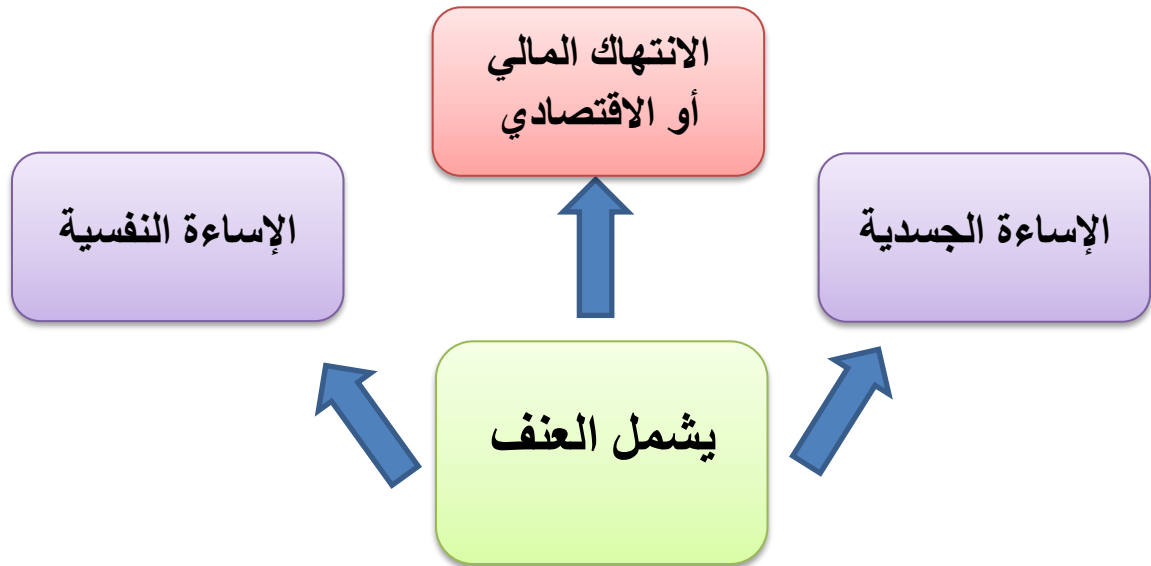 الانتهاك المالي
أو الاقتصادي
الإساءة الجسدية
الإساءة النفسية
يشمل العنف